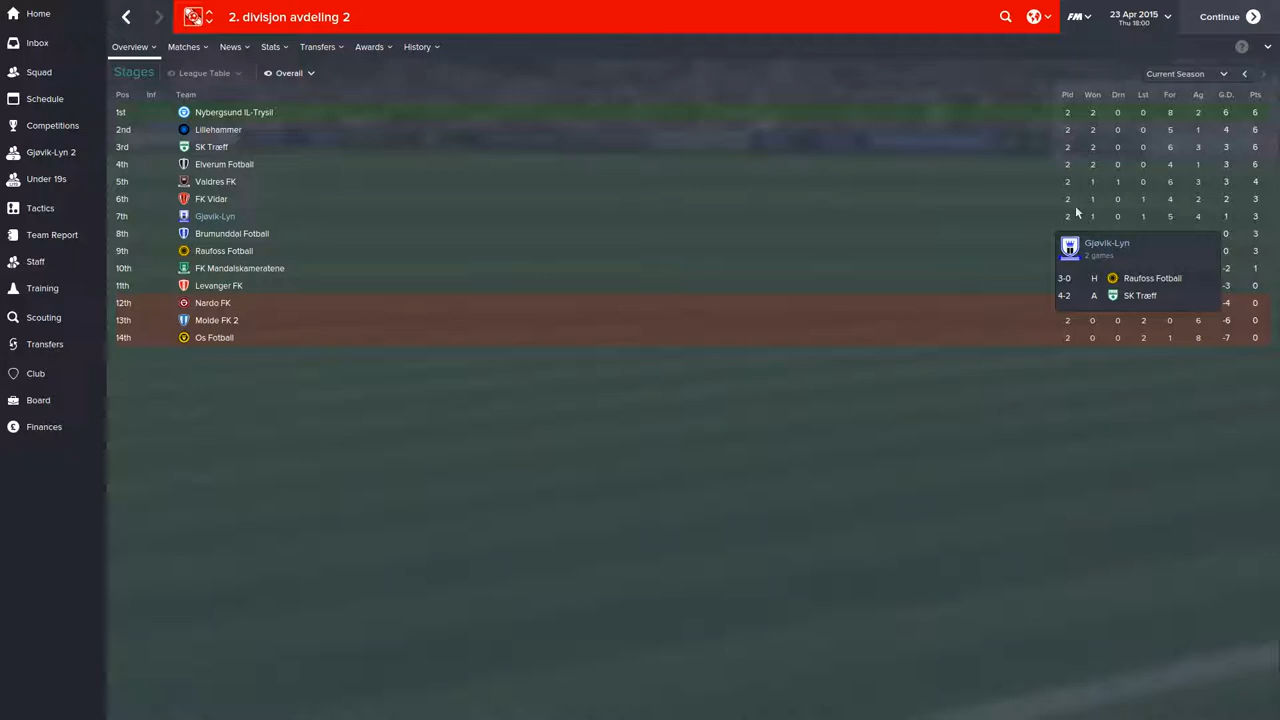 Home
2. divisjon avdeling 2
FM
23 Apr 2015
Thu 18:00
Continue
Inbox
Overview Matches News Stats Transfers Awards History
Squad
Stages League Table Overall Current Season
Schedule
Pos Inf Team Pld Won Drn Lst For Ag G.D. Pts
1st Nybergsund IL-Trysil 2 2 0 0 8 2 6 6
Competitions
2nd Lillehammer 2 2 0 0 5 1 4 6
3rd SK Træff 2 2 0 0 6 3 3 6
Gjøvik-Lyn 2
4th Elverum Fotball 2 2 0 0 4 1 3 6
Under 19s
5th Valdres FK 2 1 1 0 6 3 3 4
6th FK Vidar 2 1 0 1 4 2 2 3
Tactics
7th Gjøvik-Lyn 2 1 0 1 5 4 1 3
Team Report
8th Brumunddal Fotball 0 3
Gjøvik-Lyn
2 games
9th Raufoss Fotball 0 3
Staff
10th FK Mandalskameratene -2 1
3-0 H Raufoss Fotball
11th Levanger FK -3 0
Training
4-2 A SK Træff
12th Nardo FK -4 0
Scouting
13th Molde FK 2 2 0 0 2 0 6 -6 0
14th Os Fotball 2 0 0 2 1 8 -7 0
Transfers
Club
Board
Finances